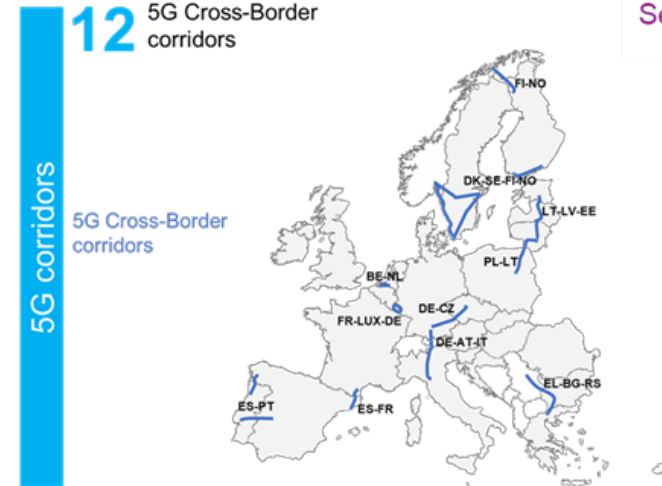 12
5G Cross-Border
corridors
Se
5G corridors
5G Cross-Border
corridors
FI-NO
DK-SE-FI-NO
LT-LV-EE
PL-LT
BE-NL
DE-CZ
FR-LUX-DE
DE-AT-IT
EL-BG-RS
ES-PT
ES-FR